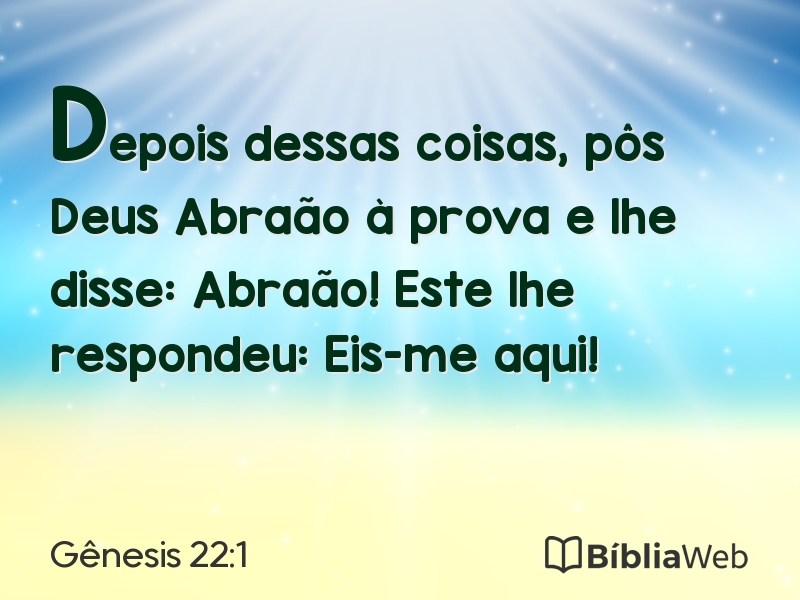 Depois dessas coisas, pôs
Deus Abraão à prova e lhe
disse: Abraão! Este lhe
respondeu: Eis-me aqui!
Gênesis 22:1
BíbliaWeb